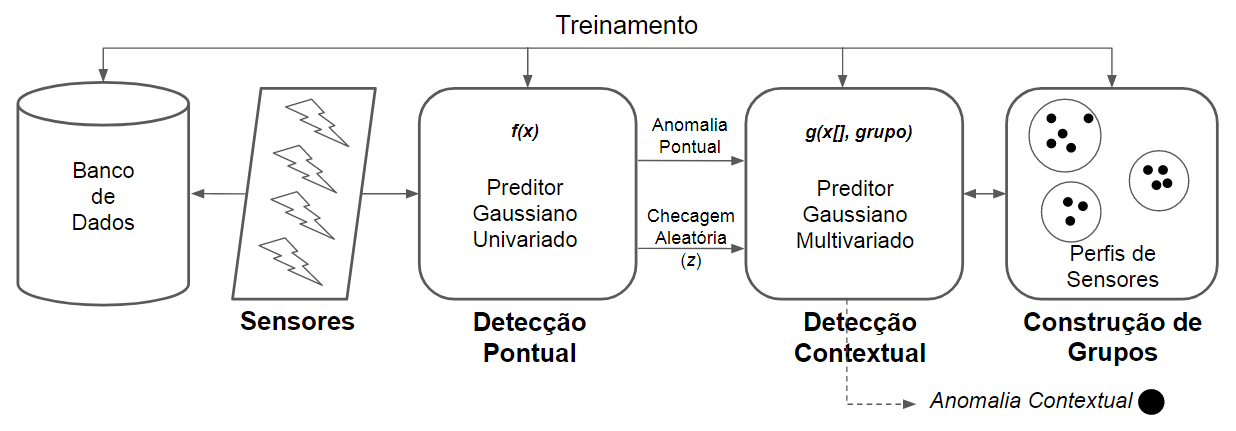 Treinamento
Banco
de
Dados
Sensores
f(x)
Preditor
Gaussiano
Univariado
Detecção
Pontual
Anomalia
Pontual
Checagem
Aleatória
(z)
g(x[], grupo)
Preditor
Gaussiano
Multivariado
Detecção
Contextual
Perfis de
Sensores
Construção de
Grupos
Anomalia Contextual